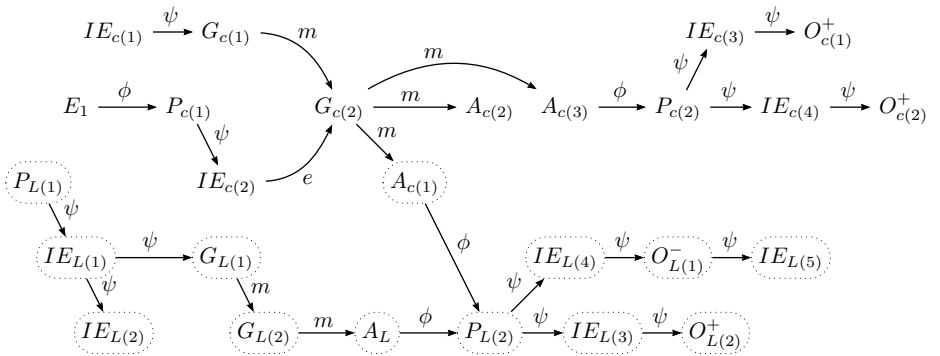 IE_{c(1)} ψ G_{c(1)} m m IE_{c(3)} ψ O^+_{c(1)}
E_1 ϕ P_{c(1)} G_{c(2)} m A_{c(2)} A_{c(3)} ϕ P_{c(2)} ψ ψ IE_{c(4)} ψ O^+_{c(2)}
ψ m
P_{L(1)} IE_{c(2)} e A_{c(1)}
ψ
IE_{L(1)} ψ G_{L(1)} ϕ IE_{L(4)} ψ O^-_{L(1)} ψ IE_{L(5)}
ψ m ψ
IE_{L(2)} G_{L(2)} m A_L ϕ P_{L(2)} ψ IE_{L(3)} ψ O^+_{L(2)}